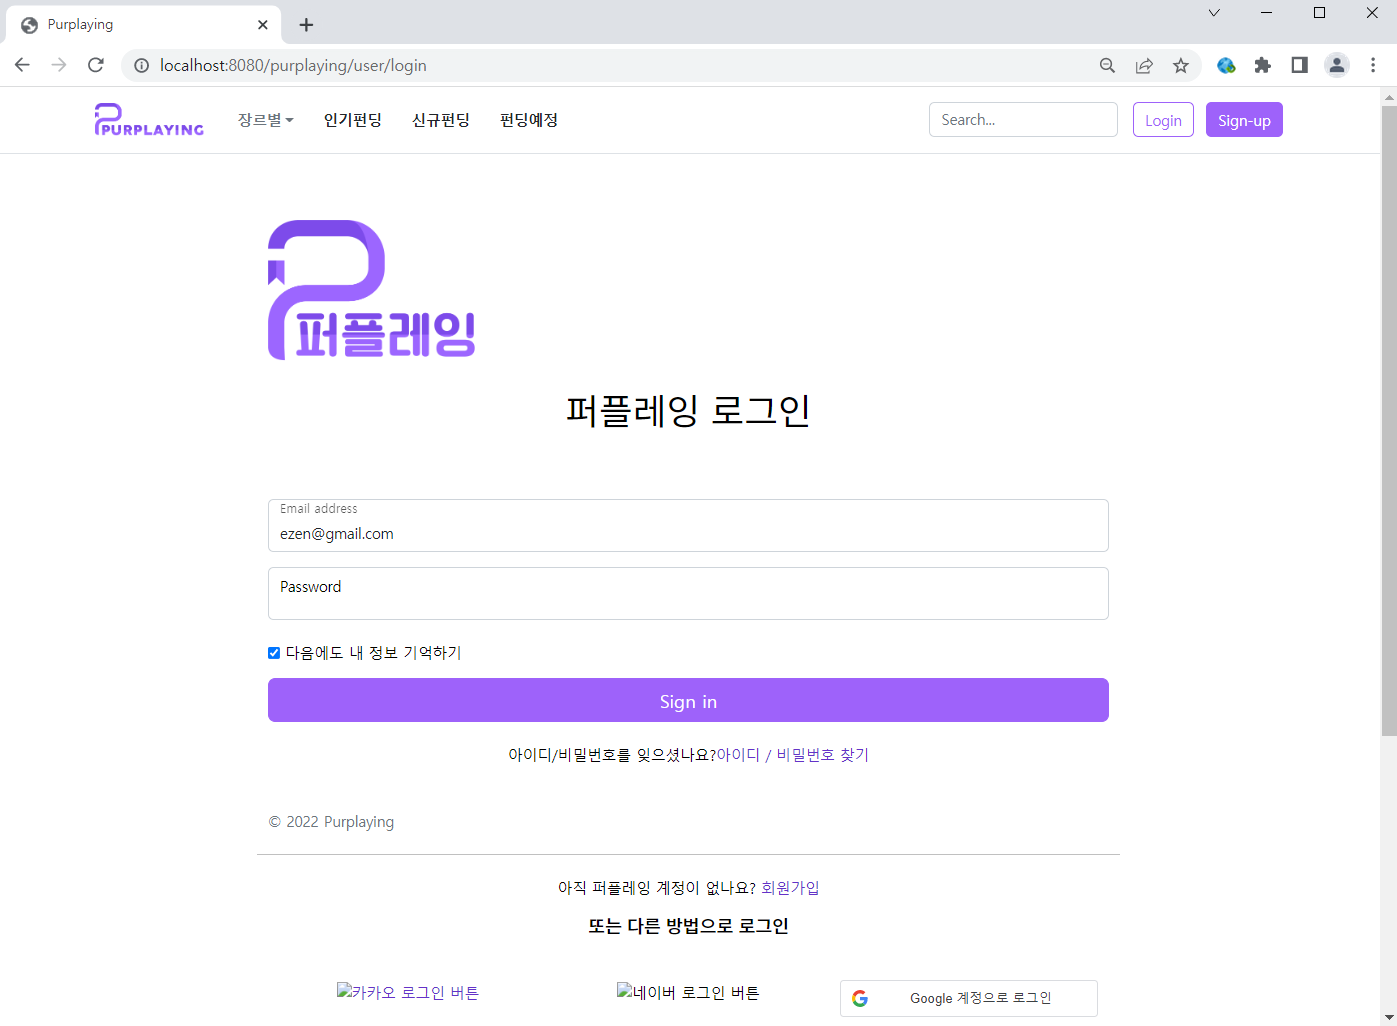 Purplaying
localhost:8080/purplaying/user/login
PURPLAYING 장르별 인기펀딩 신규펀딩 펀딩예정 Search... Login Sign-up
퍼플레잉
퍼플레잉 로그인
Email address
ezen@gmail.com
Password
다음에도 내 정보 기억하기
Sign in
아이디/비밀번호를 잊으셨나요?아이디 / 비밀번호 찾기
© 2022 Purplaying
아직 퍼플레잉 계정이 없나요? 회원가입
또는 다른 방법으로 로그인
카카오 로그인 버튼 네이버 로그인 버튼 Google 계정으로 로그인